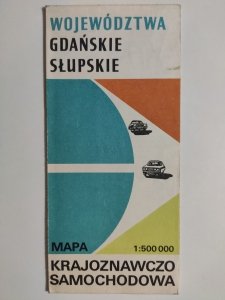 WOJEWÓDZTWA
GDAŃSKIE
SŁUPSKIE
MAPA 1:500 000
KRAJOZNAWCZO
SAMOCHODOWA